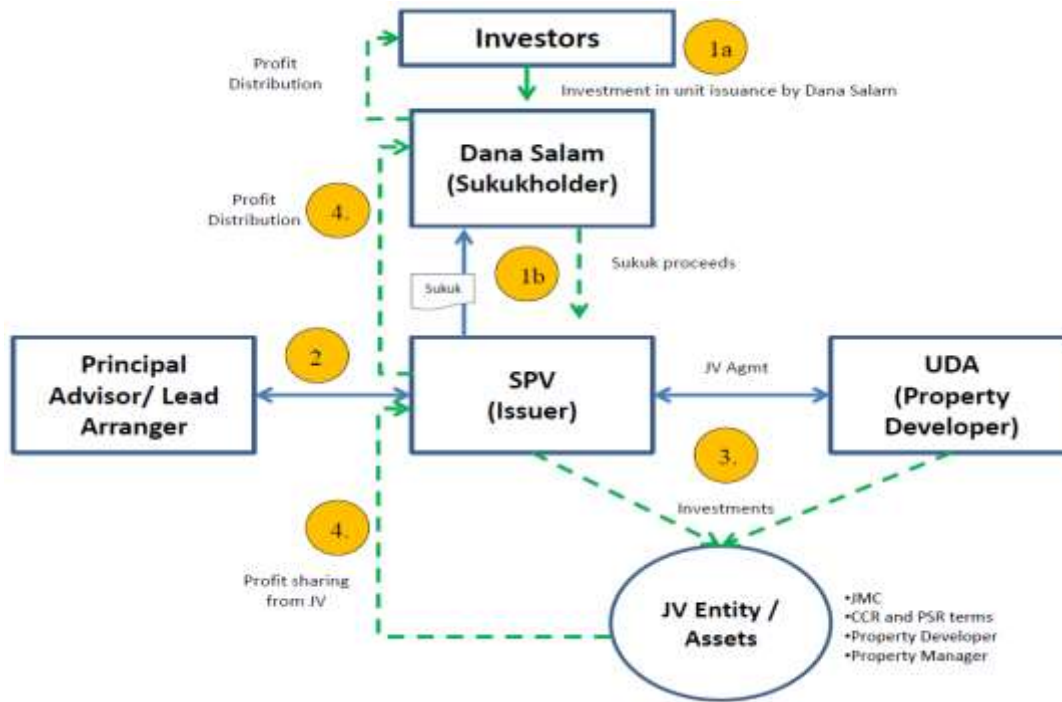 Investors
1a
Profit
Distribution
Investment in unit issuance by Dana Salam
Dana Salam
(Sukukholder)
Profit
Distribution
4.
Sukuk
1b
Sukuk proceeds
Principal
Advisor/ Lead
Arranger
2
SPV
(Issuer)
JV Agmt
UDA
(Property
Developer)
3.
Investments
4.
Profit sharing
from JV
JV Entity /
Assets
•JMC
•CCR and PSR terms
•Property Developer
•Property Manager